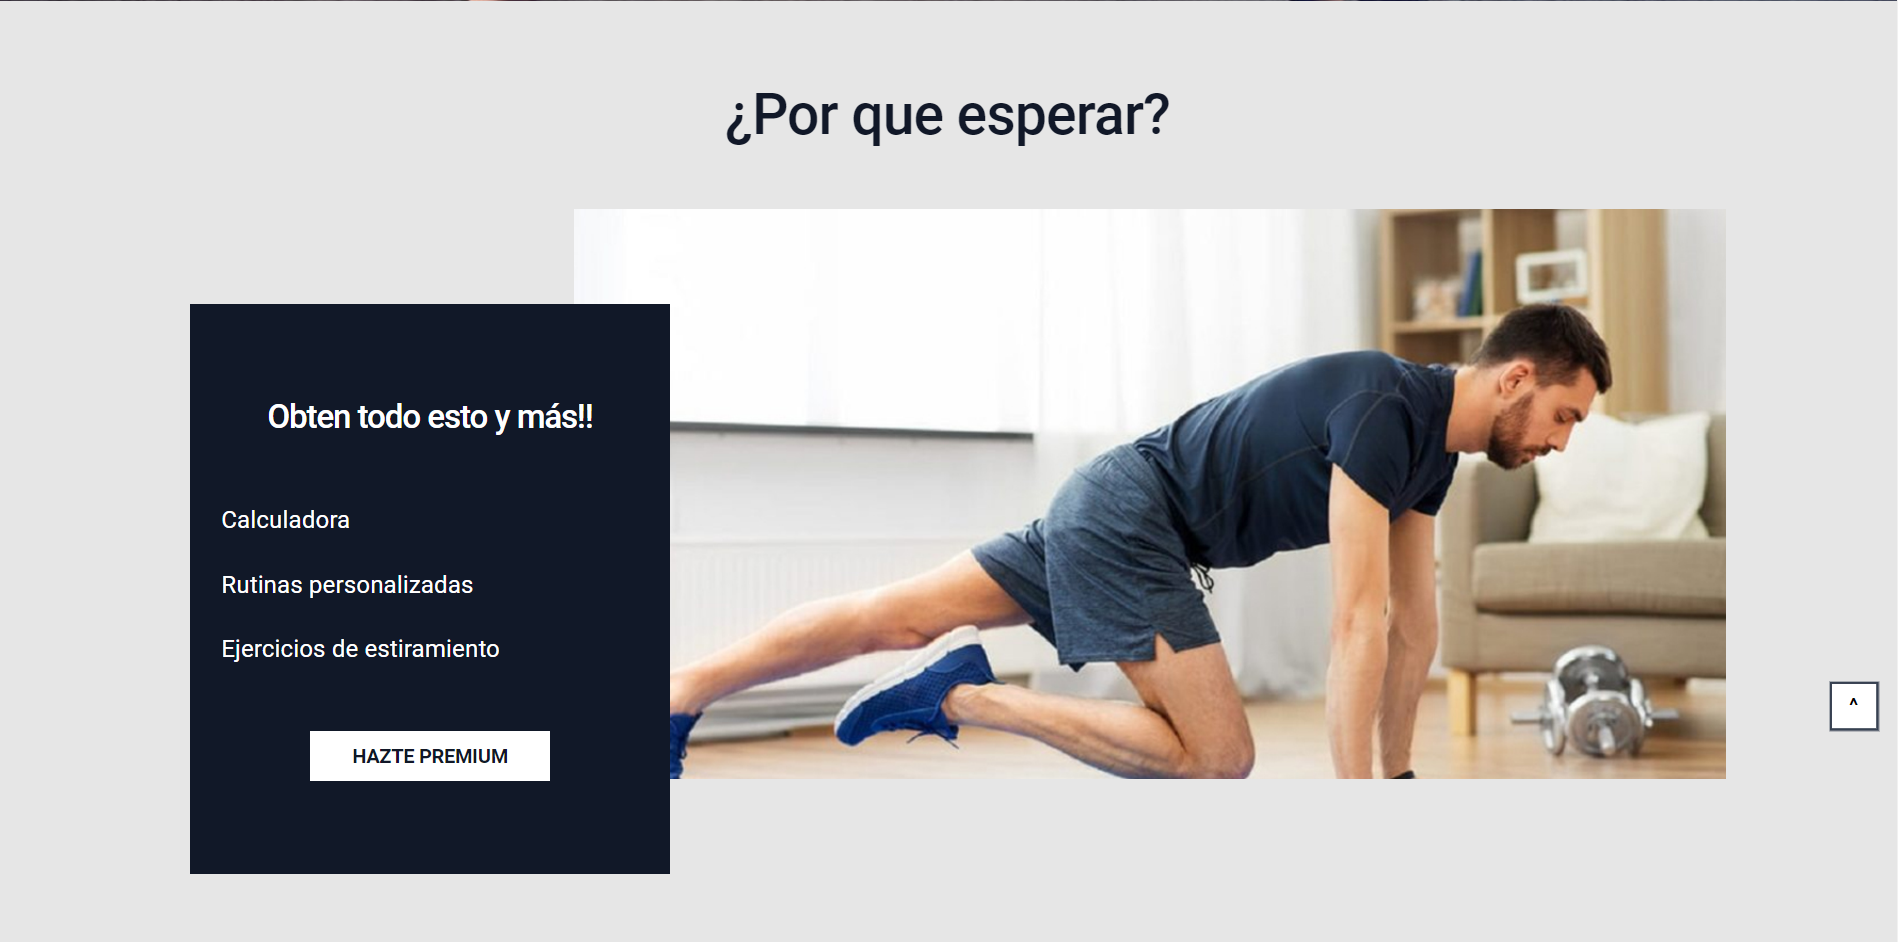 ¿Por que esperar?
Obten todo esto y más!!
Calculadora
Rutinas personalizadas
Ejercicios de estiramiento
HAZTE PREMIUM
^